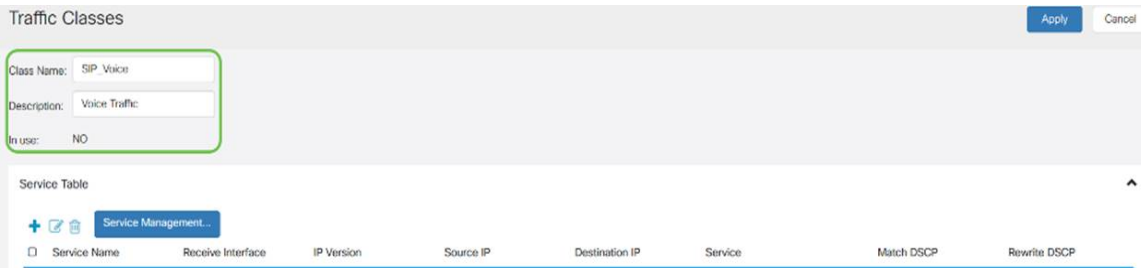 Traffic Classes
Apply Cancel
Class Name: SIP_Voice
Description: Voice Traffic
In use: NO
Service Table
Service Management...
Service Name Receive Interface IP Version Source IP Destination IP Service Match DSCP Rewrite DSCP